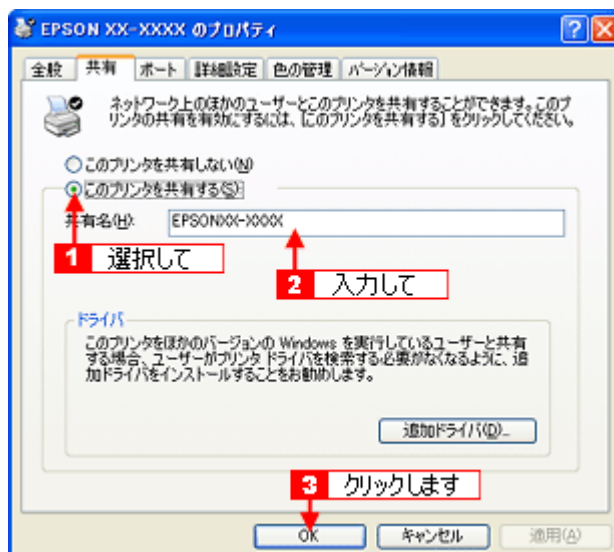 EPSON XX-XXXX のプロパティ
全般 共有 ポート 詳細設定 色の管理 バージョン情報
ネットワーク上のほかのユーザーとこのプリンタを共有することができます。このプ
リンタの共有を有効にするには、[このプリンタを共有する] をクリックしてください。
このプリンタを共有しない(N)
このプリンタを共有する(S):
共有名(H): EPSONXX-XXXX
1 選択して
2 入力して
ドライバ
このプリンタをほかのバージョンの Windows を実行しているユーザーと共有
する場合、ユーザーがプリンタ ドライバを検索する必要がなくなるように、追
加ドライバをインストールすることをお勧めします。
追加ドライバ(D)...
3 クリックします
OK キャンセル 適用(A)